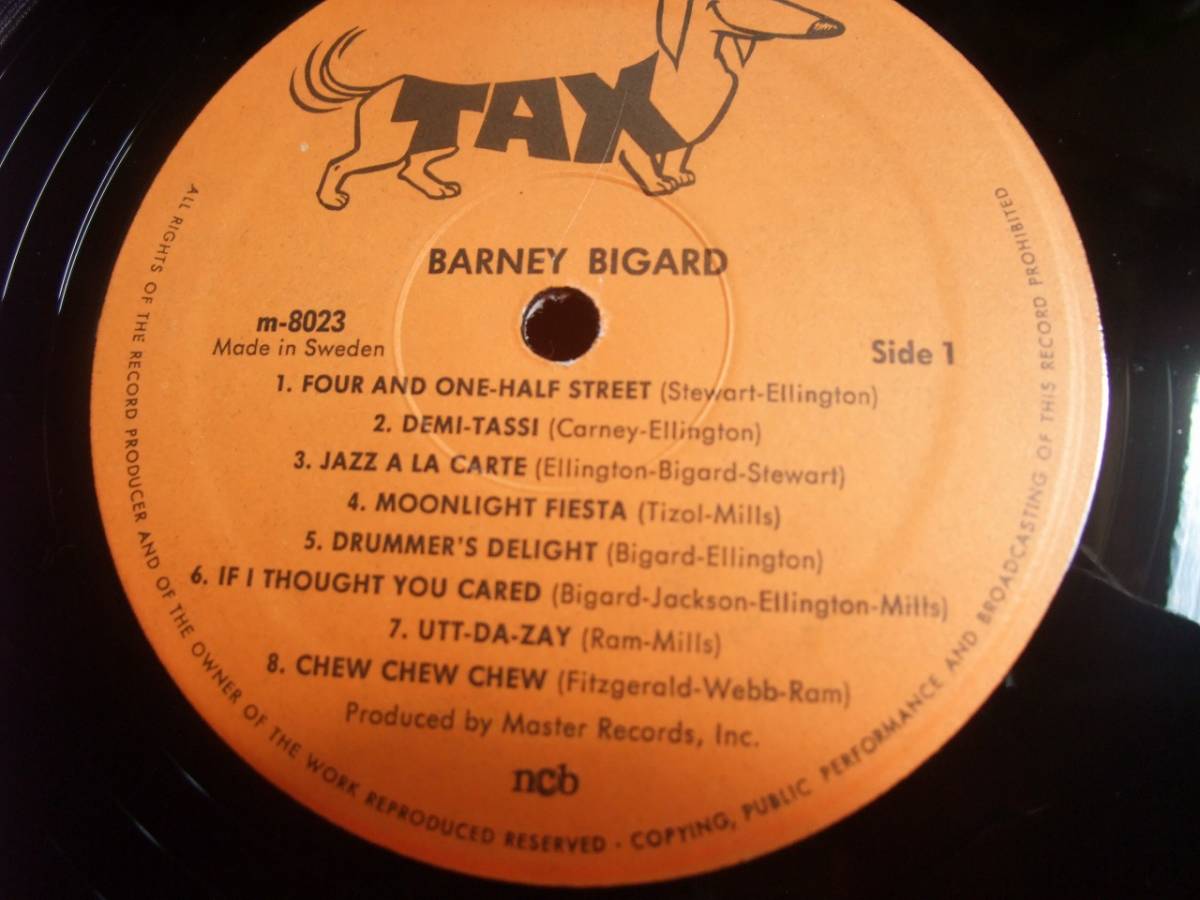 TAX
BARNEY BIGARD
m-8023
Made in Sweden
Side 1
1. FOUR AND ONE-HALF STREET (Stewart-Ellington)
2. DEMI-TASSI (Carney-Ellington)
3. JAZZ A LA CARTE (Ellington-Bigard-Stewart)
4. MOONLIGHT FIESTA (Tizol-Mills)
5. DRUMMER'S DELIGHT (Bigard-Ellington)
6. IF I THOUGHT YOU CARED (Bigard-Jackson-Ellington-Mills)
7. UTT-DA-ZAY (Ram-Mills)
8. CHEW CHEW CHEW (Fitzgerald-Webb-Ram)
Produced by Master Records, Inc.
ncb
ALL RIGHTS OF THE RECORD PRODUCER AND OF THE OWNER OF THE WORK REPRODUCED RESERVED · COPYING, PUBLIC PERFORMANCE AND BROADCASTING OF THIS RECORD PROHIBITED